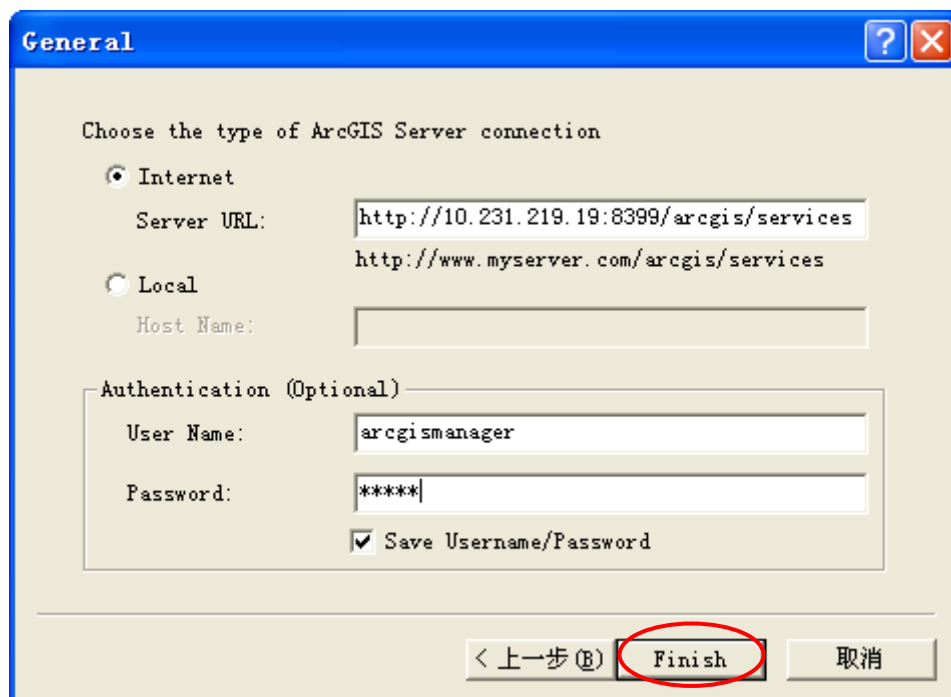 General
Choose the type of ArcGIS Server connection
Internet
Server URL: http://10.231.219.19:8399/arcgis/services
http://www.myserver.com/arcgis/services
Local
Host Name:
Authentication (Optional)
User Name: arcgismanager
Password: *****
Save Username/Password
< 上一步(B) Finish 取消